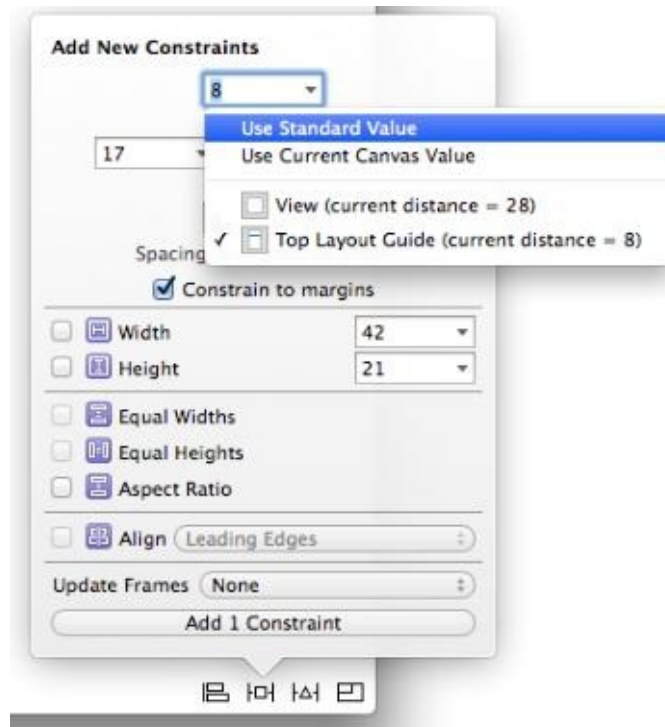 Add New Constraints
8
Use Standard Value
17
Use Current Canvas Value
View (current distance = 28)
Spacing
Top Layout Guide (current distance = 8)
Constrain to margins
Width 42
Height 21
Equal Widths
Equal Heights
Aspect Ratio
Align Leading Edges
Update Frames None
Add 1 Constraint